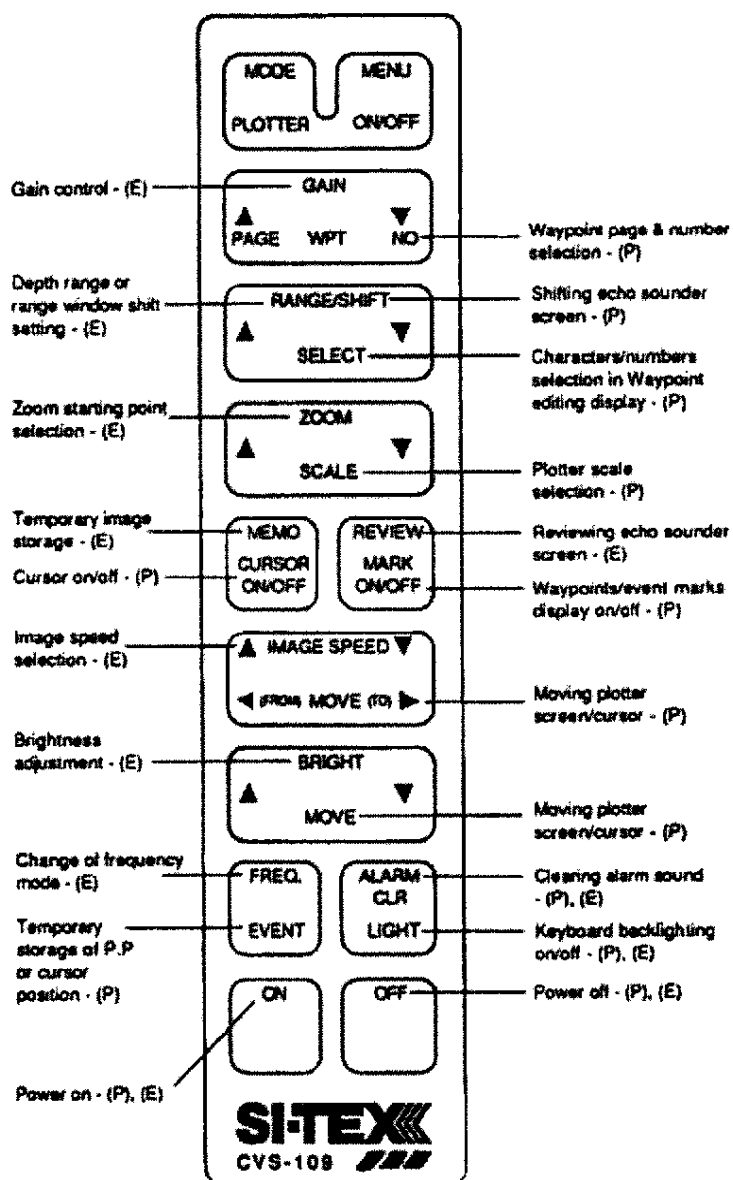 MODE MENU
PLOTTER ON/OFF
Gain control - (E)
GAIN
PAGE WPT NO
Waypoint page & number
selection - (P)
Depth range or
range window shift
setting - (E)
RANGE/SHIFT
SELECT
Shifting echo sounder
screen - (P)
Characters/numbers
selection in Waypoint
editing display - (P)
Zoom starting point
selection - (E)
ZOOM
SCALE
Plotter scale
selection - (P)
Temporary image
storage - (E)
Cursor on/off - (P)
MEMO
CURSOR
ON/OFF
REVIEW
MARK
ON/OFF
Reviewing echo sounder
screen - (E)
Waypoints/event marks
display on/off - (P)
Image speed
selection - (E)
▲ IMAGE SPEED ▼
◀ (FROM) MOVE (TO) ▶
Moving plotter
screen/cursor - (P)
Brightness
adjustment - (E)
BRIGHT
MOVE
Moving plotter
screen/cursor - (P)
Change of frequency
mode - (E)
Temporary
storage of P.P
or cursor
position - (P)
FREQ.
EVENT
ALARM
CLR
LIGHT
Clearing alarm sound
- (P), (E)
Keyboard backlighting
on/off - (P), (E)
ON
OFF
Power off - (P), (E)
Power on - (P), (E)
SI-TEX
CVS-109